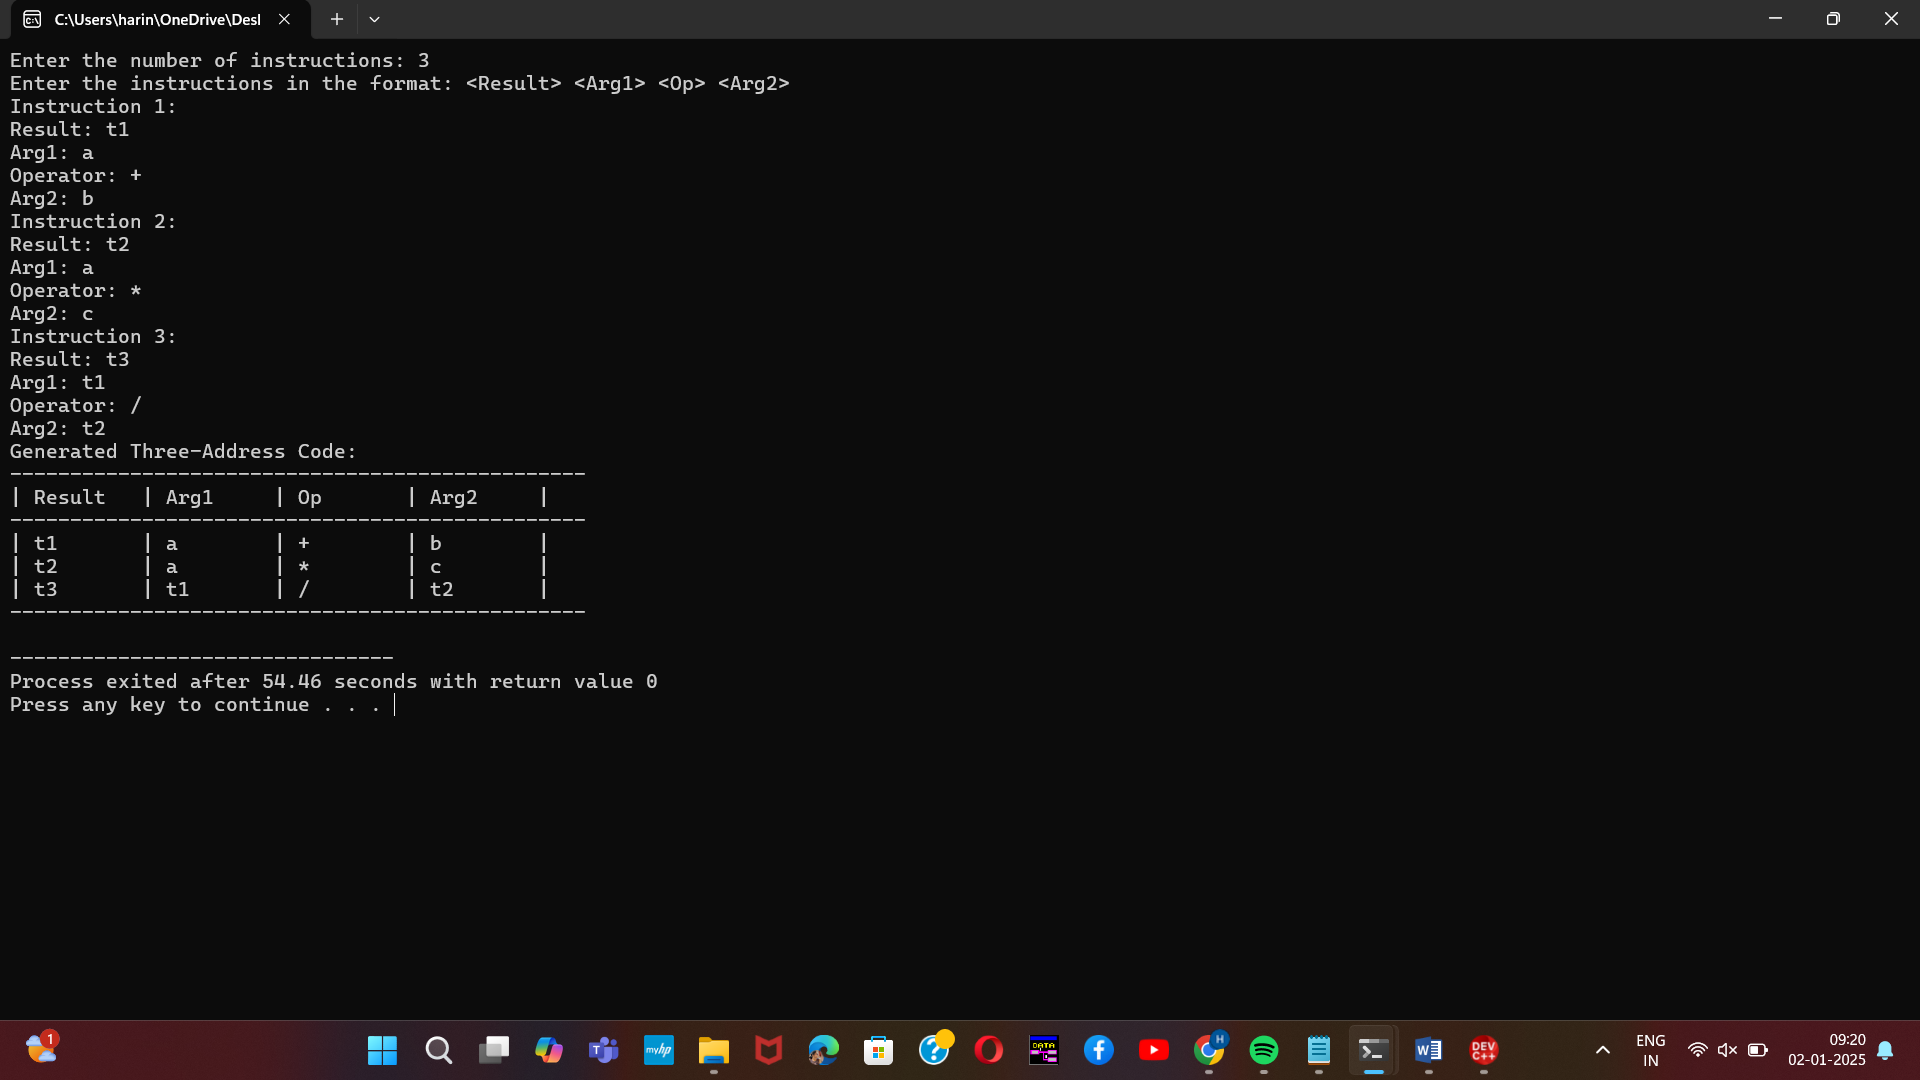 C:\Users\harin\OneDrive\Desl
Enter the number of instructions: 3
Enter the instructions in the format: <Result> <Arg1> <Op> <Arg2>
Instruction 1:
Result: t1
Arg1: a
Operator: +
Arg2: b
Instruction 2:
Result: t2
Arg1: a
Operator: *
Arg2: c
Instruction 3:
Result: t3
Arg1: t1
Operator: /
Arg2: t2
Generated Three-Address Code:
------------------------------------------------
| Result   | Arg1     | Op       | Arg2     |
------------------------------------------------
| t1       | a        | +        | b        |
| t2       | a        | *        | c        |
| t3       | t1       | /        | t2       |
------------------------------------------------
--------------------------------
Process exited after 54.46 seconds with return value 0
Press any key to continue . . .
1
T
myhp
?
DATA
H
W
DEV
C++
ENG
IN
09:20
02-01-2025